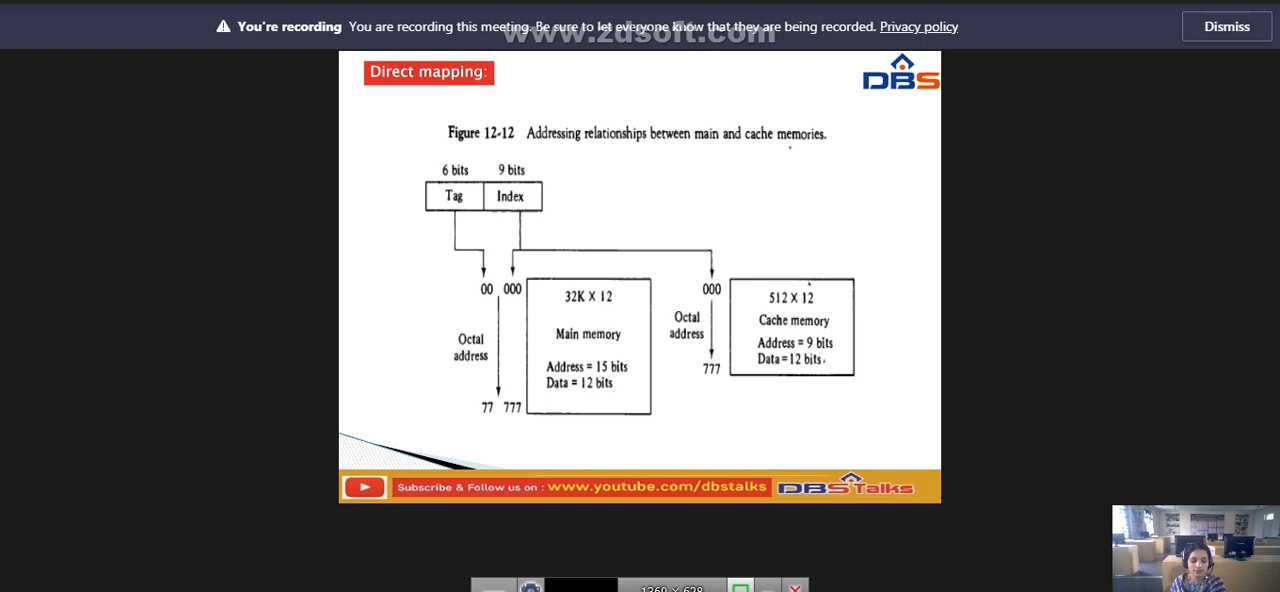 You're recording You are recording this meeting. Be sure to let everyone know that they are being recorded. Privacy policy
Dismiss
www.2dsoft.com
Direct mapping:
DBS
Figure 12-12 Addressing relationships between main and cache memories.
6 bits 9 bits
Tag Index
00 000
32K X 12
Main memory
Address = 15 bits
Data = 12 bits
Octal
address
77 777
000
Octal
address
777
512 X 12
Cache memory
Address = 9 bits
Data = 12 bits.
Subscribe & Follow us on : www.youtube.com/dbstalks DBSTalks